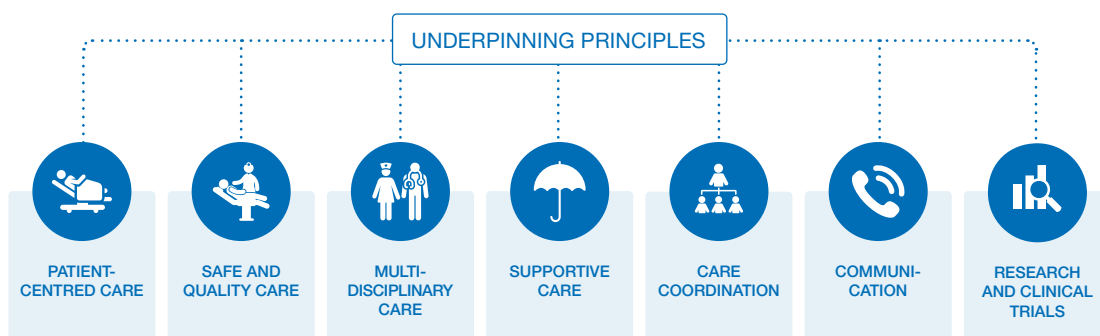 UNDERPINNING PRINCIPLES
PATIENT-
CENTRED CARE
SAFE AND
QUALITY CARE
MULTI-
DISCIPLINARY
CARE
SUPPORTIVE
CARE
CARE
COORDINATION
COMMUNI-
CATION
RESEARCH
AND CLINICAL
TRIALS